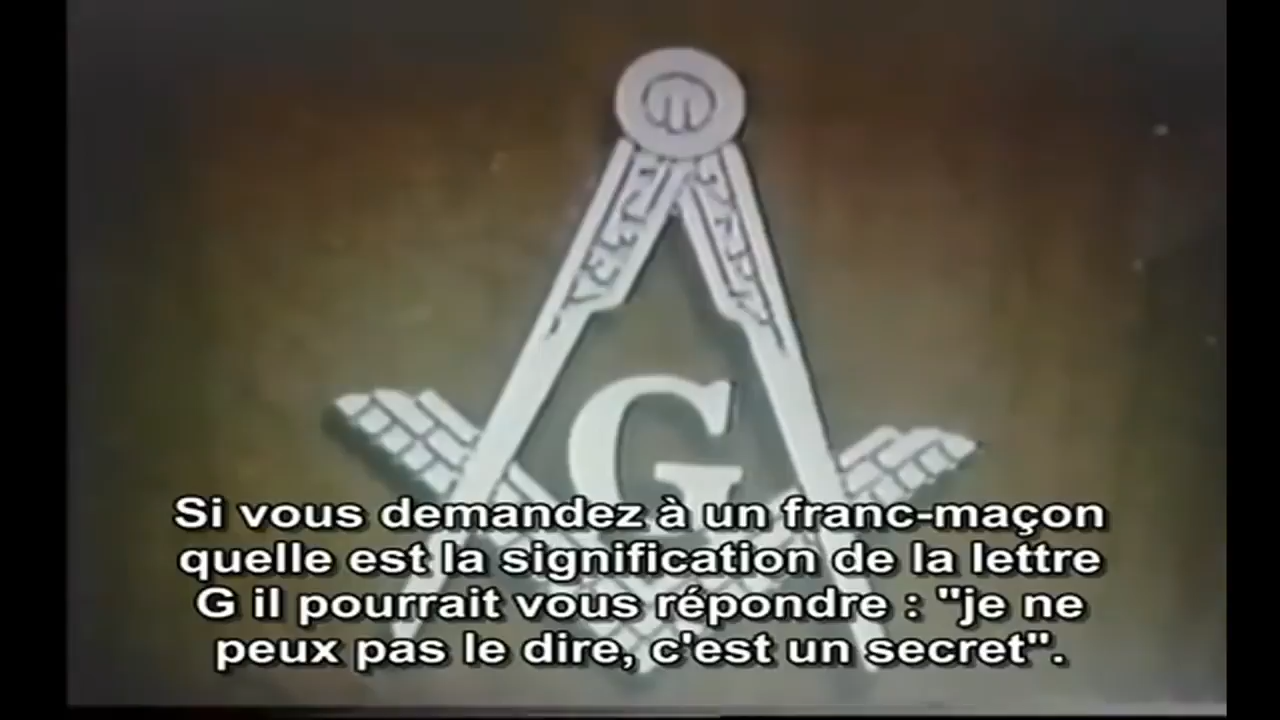 G
Si vous demandez à un franc-maçon
quelle est la signification de la lettre
G il pourrait vous répondre : "je ne
peux pas le dire, c'est un secret".